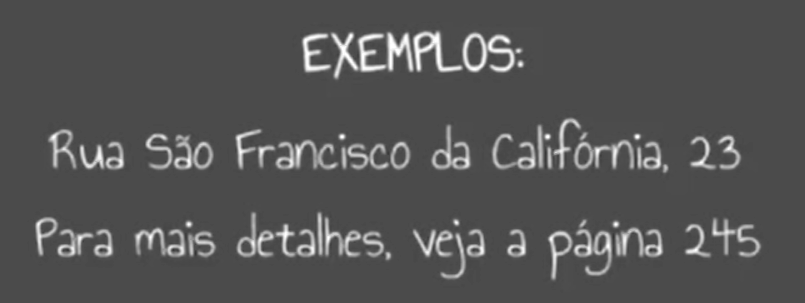 EXEMPLOS:
Rua São Francisco da Califórnia, 23
Para mais detalhes, veja a página 245